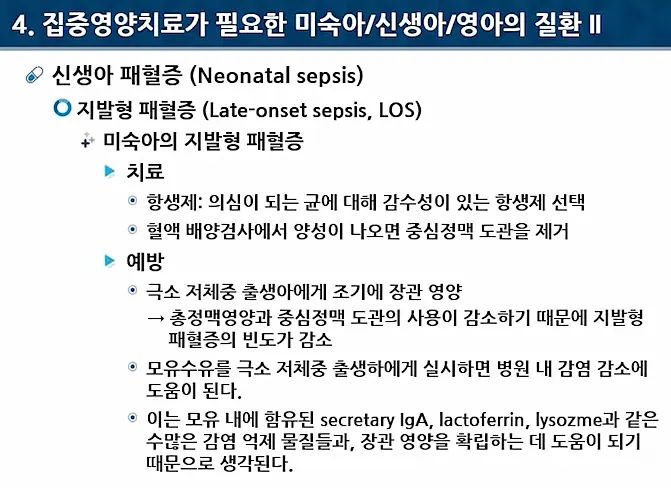 4. 집중영양치료가 필요한 미숙아/신생아/영아의 질환 II
신생아 패혈증 (Neonatal sepsis)
지발형 패혈증 (Late-onset sepsis, LOS)
미숙아의 지발형 패혈증
치료
항생제: 의심이 되는 균에 대해 감수성이 있는 항생제 선택
혈액 배양검사에서 양성이 나오면 중심정맥 도관을 제거
예방
극소 저체중 출생아에게 조기에 장관 영양
→ 총정맥영양과 중심정맥 도관의 사용이 감소하기 때문에 지발형
패혈증의 빈도가 감소
모유수유를 극소 저체중 출생하에게 실시하면 병원 내 감염 감소에
도움이 된다.
이는 모유 내에 함유된 secretary IgA, lactoferrin, lysozme과 같은
수많은 감염 억제 물질들과, 장관 영양을 확립하는 데 도움이 되기
때문으로 생각된다.